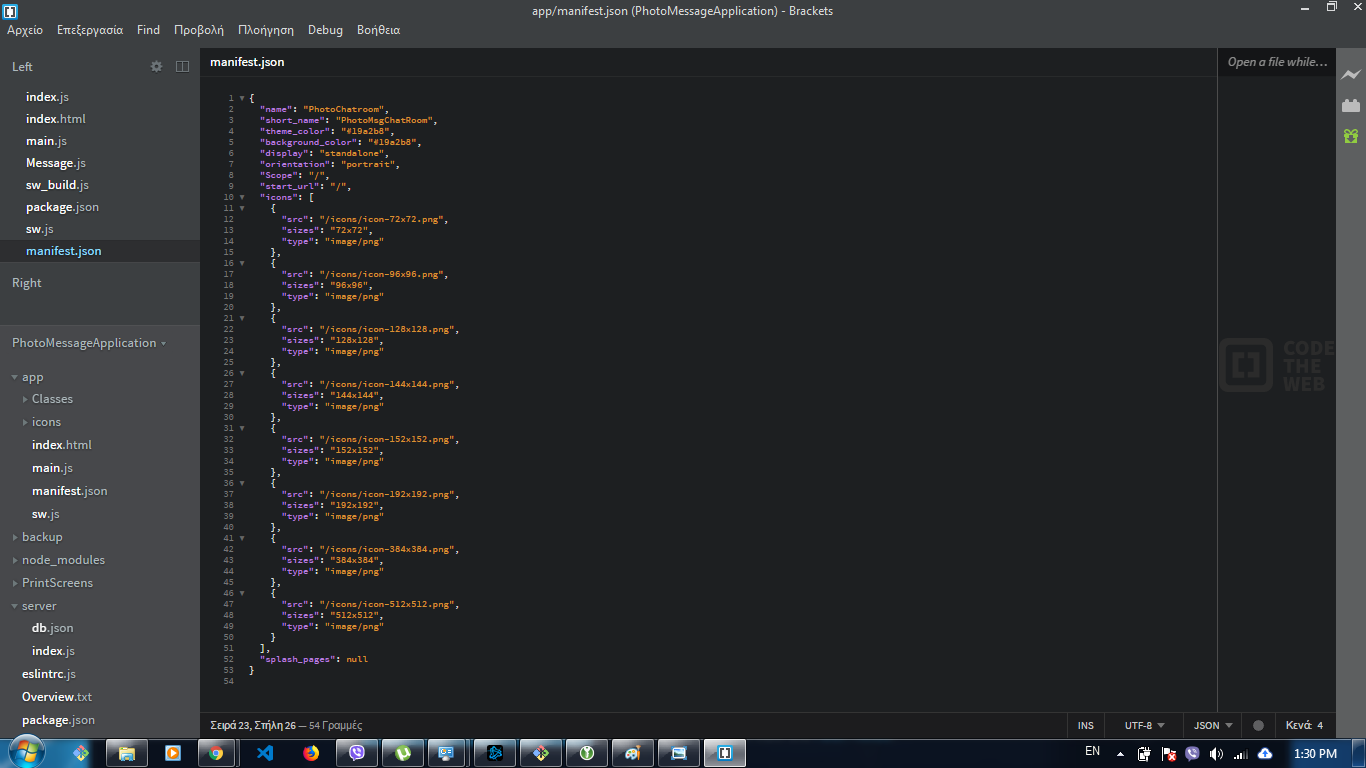 app/manifest.json (PhotoMessageApplication) - Brackets
Αρχείο Επεξεργασία Find Προβολή Πλοήγηση Debug Βοήθεια
Left
index.js
index.html
main.js
Message.js
sw_build.js
package.json
sw.js
manifest.json
Right
PhotoMessageApplication
app
Classes
icons
index.html
main.js
manifest.json
sw.js
backup
node_modules
PrintScreens
server
db.json
index.js
eslintrc.js
Overview.txt
package.json
manifest.json
1 {
2 "name": "PhotoChatroom",
3 "short_name": "PhotoMsgChatRoom",
4 "theme_color": "#19a2b8",
5 "background_color": "#19a2b8",
6 "display": "standalone",
7 "orientation": "portrait",
8 "Scope": "/",
9 "start_url": "/",
10 "icons": [
11 {
12 "src": "/icons/icon-72x72.png",
13 "sizes": "72x72",
14 "type": "image/png"
15 },
16 {
17 "src": "/icons/icon-96x96.png",
18 "sizes": "96x96",
19 "type": "image/png"
20 },
21 {
22 "src": "/icons/icon-128x128.png",
23 "sizes": "128x128",
24 "type": "image/png"
25 },
26 {
27 "src": "/icons/icon-144x144.png",
28 "sizes": "144x144",
29 "type": "image/png"
30 },
31 {
32 "src": "/icons/icon-152x152.png",
33 "sizes": "152x152",
34 "type": "image/png"
35 },
36 {
37 "src": "/icons/icon-192x192.png",
38 "sizes": "192x192",
39 "type": "image/png"
40 },
41 {
42 "src": "/icons/icon-384x384.png",
43 "sizes": "384x384",
44 "type": "image/png"
45 },
46 {
47 "src": "/icons/icon-512x512.png",
48 "sizes": "512x512",
49 "type": "image/png"
50 }
51 ],
52 "splash_pages": null
53 }
54
Open a file while...
CODE
THE
WEB
Σειρά 23, Στήλη 26 — 54 Γραμμές
INS UTF-8 JSON Κενά: 4
EN 1:30 PM